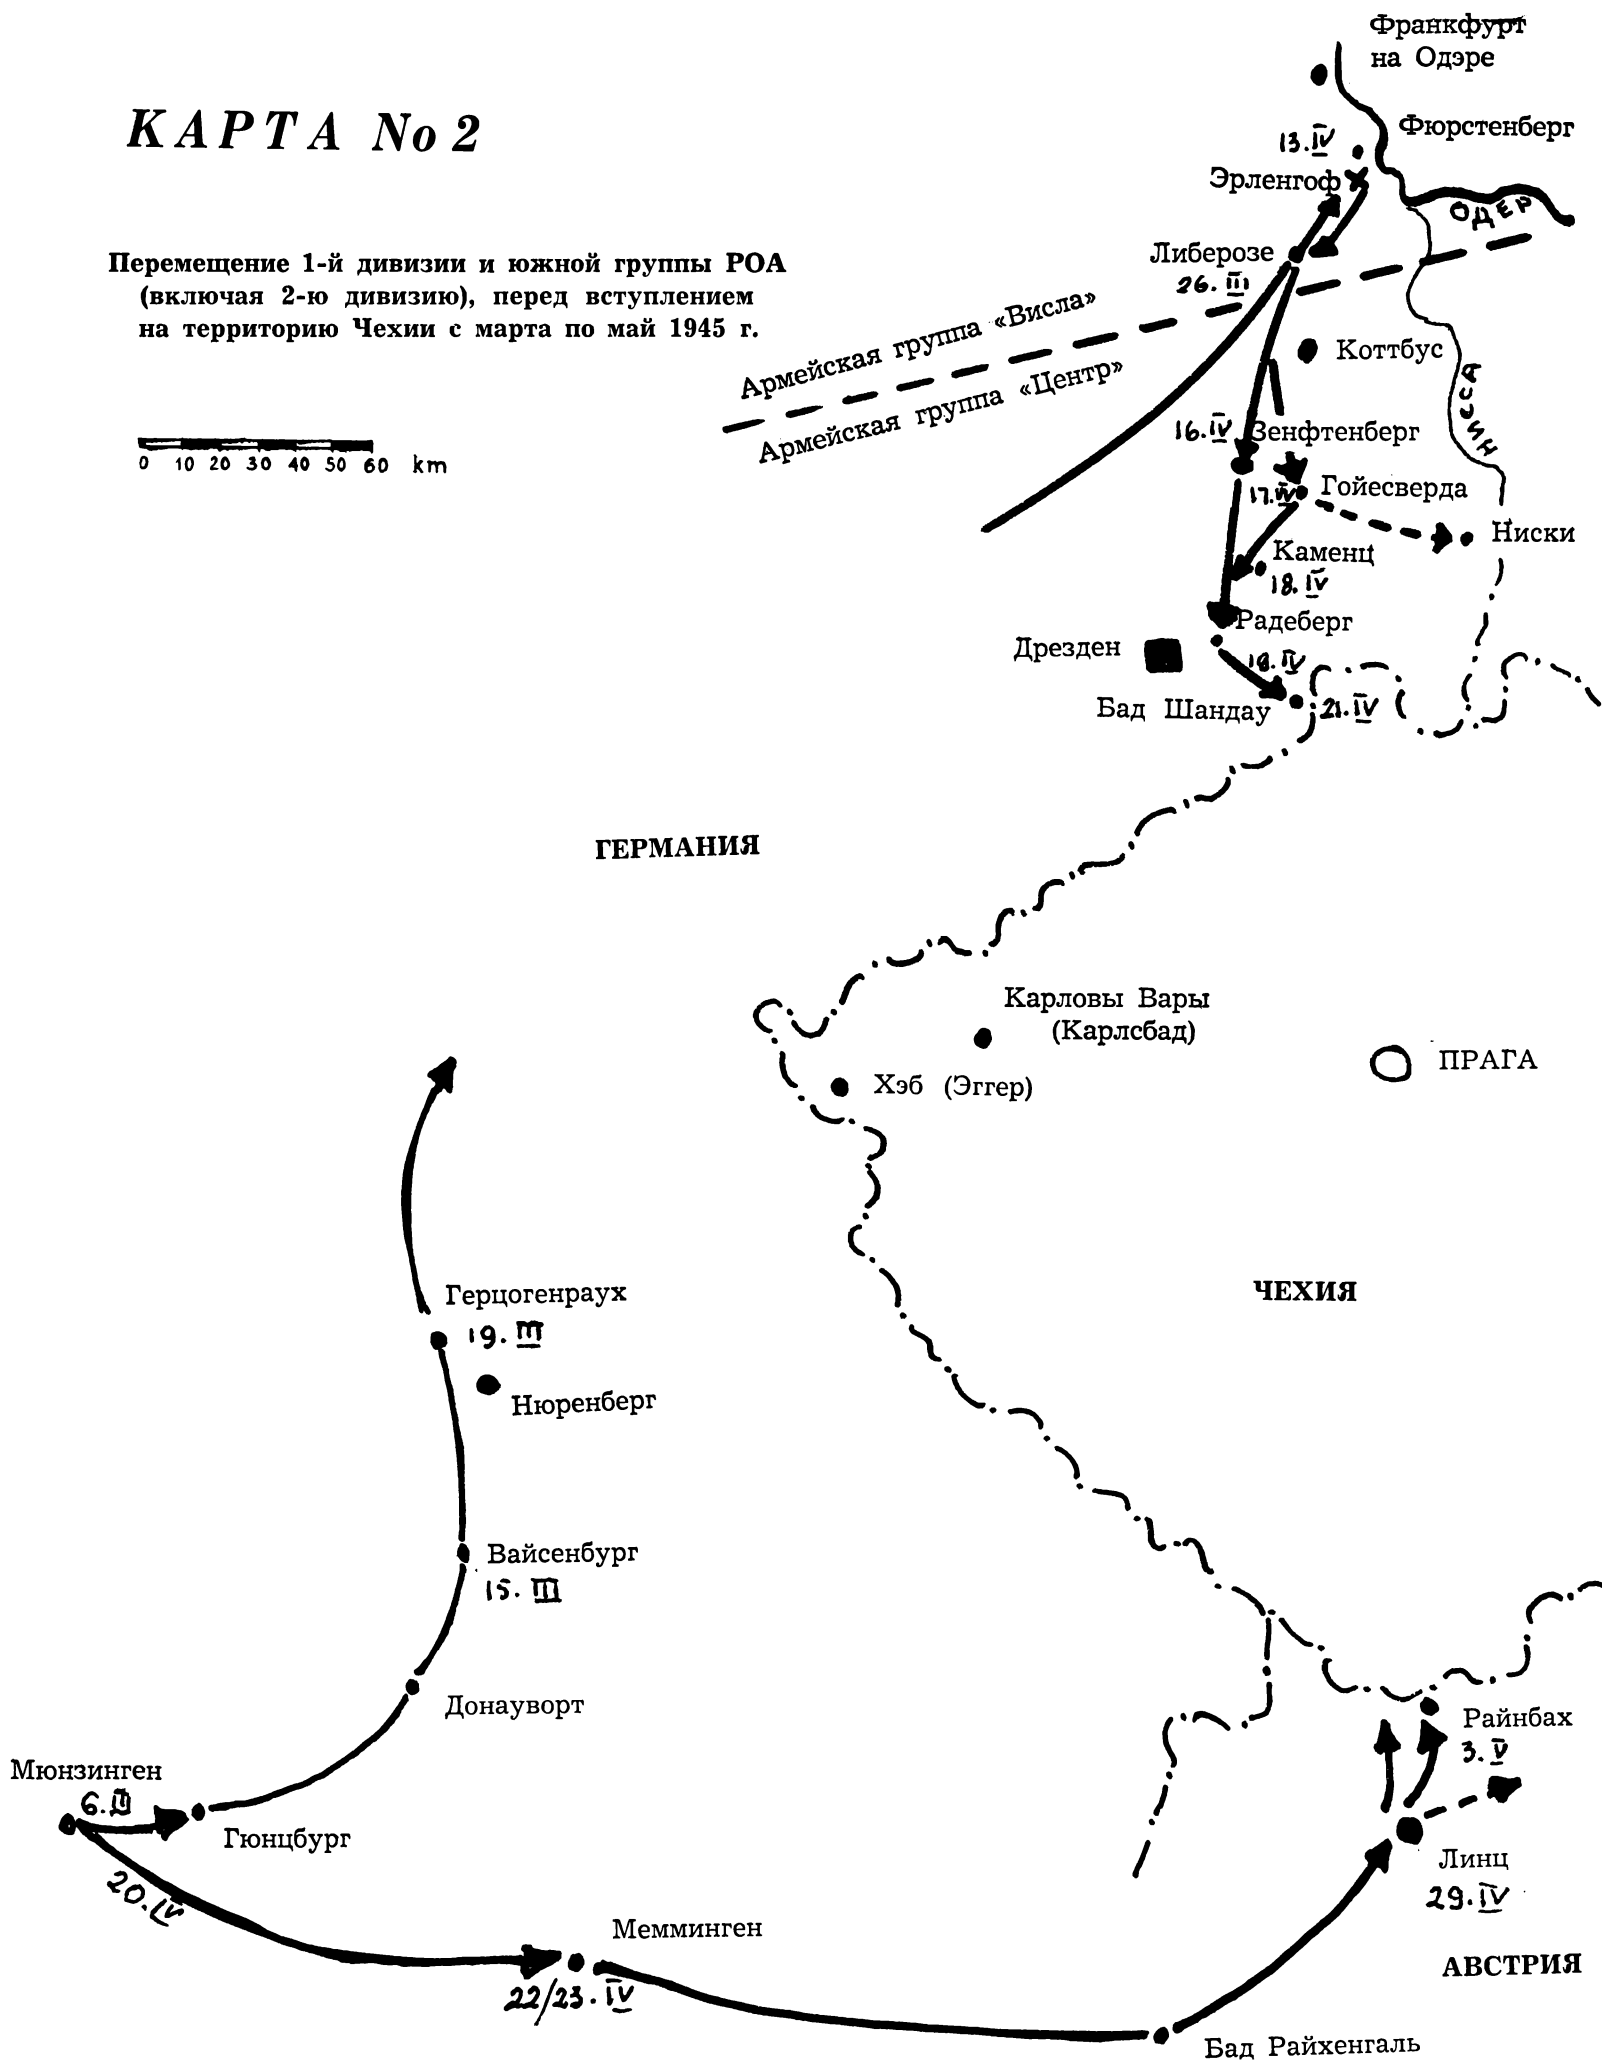 Франкфурт
на Одэре
КАРТА No 2
Фюрстенберг
13.IV
Эрленгоф
ОДЕР
Либерозе
26.III
Перемещение 1-й дивизии и южной группы РОА
(включая 2-ю дивизию), перед вступлением
на территорию Чехии с марта по май 1945 г.
Армейская группа «Висла»
Армейская группа «Центр»
Коттбус
НИССА
0 10 20 30 40 50 60 km
16.IV
Зенфтенберг
17.IV
Гойесверда
Ниски
Каменц
18.IV
Радеберг
Дрезден
18.IV
Бад Шандау
21.IV
ГЕРМАНИЯ
Карловы Вары
(Карлсбад)
ПРАГА
Хэб (Эггер)
ЧЕХИЯ
Герцогенраух
19.III
Нюренберг
Вайсенбург
15.III
Донауворт
Райнбах
3.V
Мюнзинген
6.III
Гюнцбург
20.IV
Линц
29.IV
Мемминген
22/23.IV
АВСТРИЯ
Бад Райхенгаль